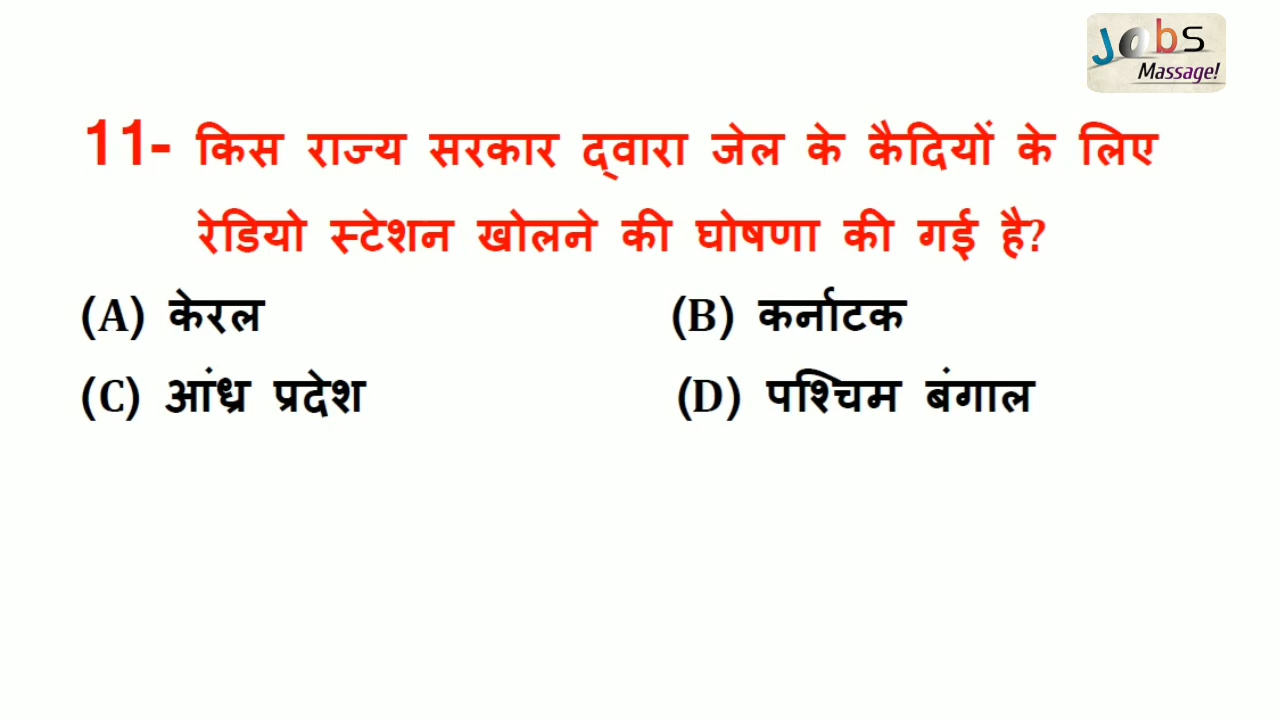 Jobs
Massage!
11- किस राज्य सरकार द्वारा जेल के कैदियों के लिए
रेडियो स्टेशन खोलने की घोषणा की गई है?
(A) केरल (B) कर्नाटक
(C) आंध्र प्रदेश (D) पश्चिम बंगाल